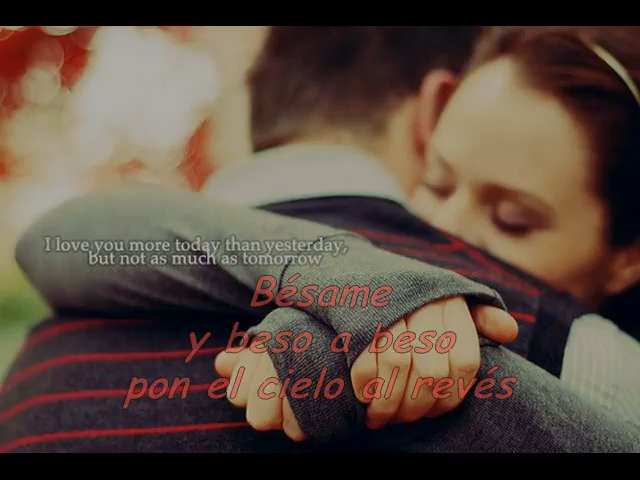 I love you more today than yesterday,
but not as much as tomorrow
Bésame
y beso a beso
pon el cielo al revés